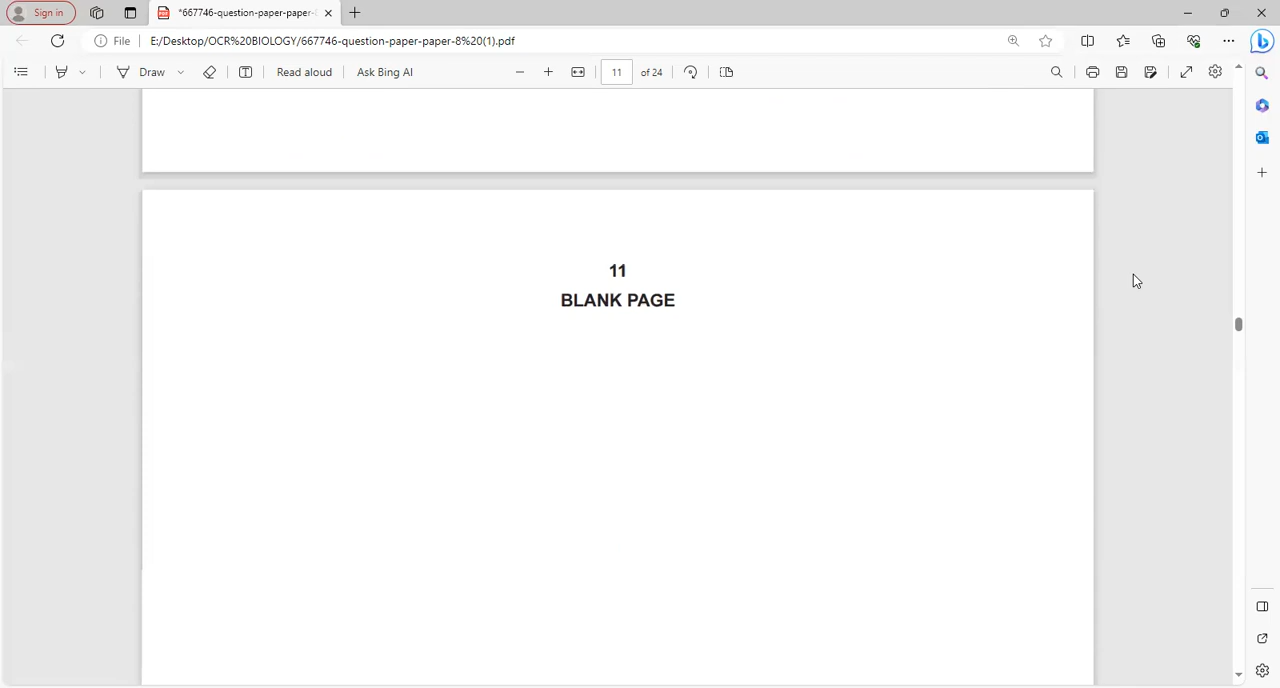 Sign in
*667746-question-paper-paper-8
File
E:/Desktop/OCR%20BIOLOGY/667746-question-paper-paper-8%20(1).pdf
Draw
Read aloud
Ask Bing AI
11
of 24
11
BLANK PAGE